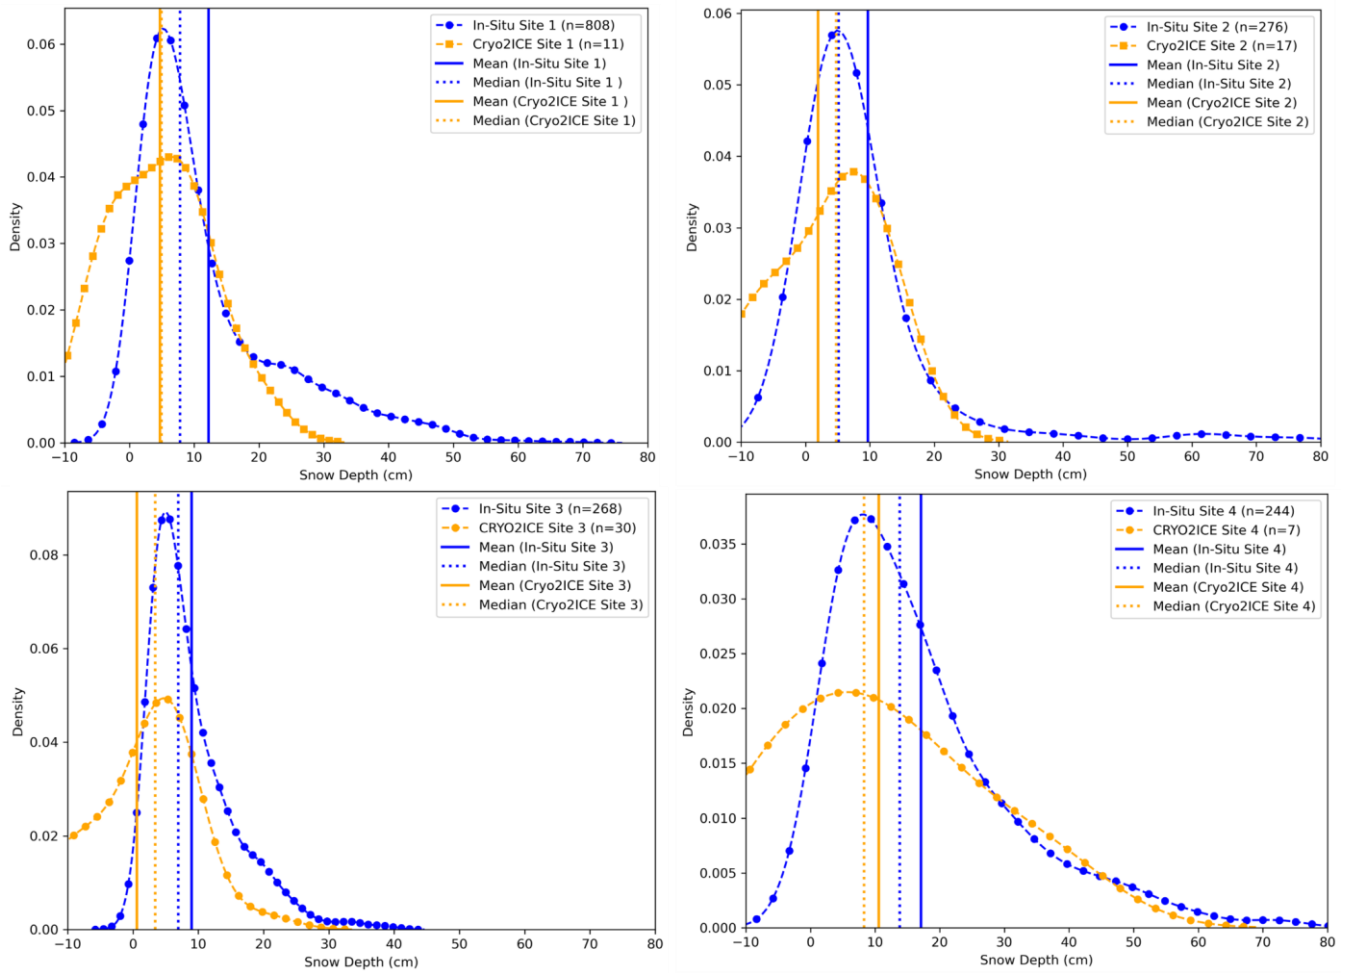 In-Situ Site 1 (n=808)
Cryo2ICE Site 1 (n=11)
Mean (In-Situ Site 1)
Median (In-Situ Site 1 )
Mean (Cryo2ICE Site 1 )
Median (Cryo2ICE Site 1)
0.06
0.05
0.04
0.03
0.02
0.01
0.00
Density
−10 0 10 20 30 40 50 60 70 80
Snow Depth (cm)
In-Situ Site 2 (n=276)
Cryo2ICE Site 2 (n=17)
Mean (In-Situ Site 2)
Median (In-Situ Site 2)
Mean (Cryo2ICE Site 2)
Median (Cryo2ICE Site 2)
0.06
0.05
0.04
0.03
0.02
0.01
0.00
Density
−10 0 10 20 30 40 50 60 70 80
Snow Depth (cm)
In-Situ Site 3 (n=268)
CRYO2ICE Site 3 (n=30)
Mean (In-Situ Site 3)
Median (In-Situ Site 3)
Mean (Cryo2ICE Site 3)
Median (Cryo2ICE Site 3)
0.08
0.06
0.04
0.02
0.00
Density
−10 0 10 20 30 40 50 60 70 80
Snow Depth (cm)
In-Situ Site 4 (n=244)
CRYO2ICE Site 4 (n=7)
Mean (In-Situ Site 4)
Median (In-Situ Site 4)
Mean (Cryo2ICE Site 4)
Median (Cryo2ICE Site 4)
0.035
0.030
0.025
0.020
0.015
0.010
0.005
0.000
Density
−10 0 10 20 30 40 50 60 70 80
Snow Depth (cm)